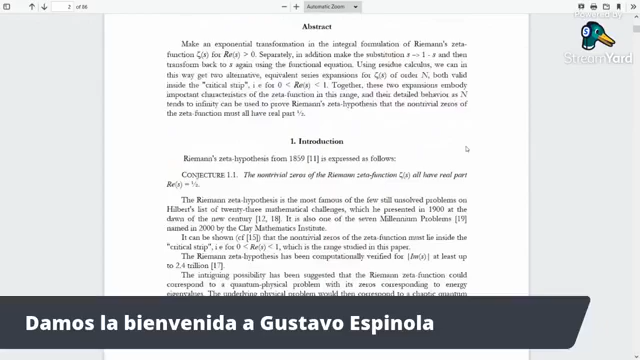 2 of 86
Automatic Zoom
Powered by
StreamYard
Abstract
Make an exponential transformation in the integral formulation of Riemann's zeta-
function ζ(s) for Re(s) > 0. Separately, in addition make the substitution s –> 1 - s and then
transform back to s again using the functional equation. Using residue calculus, we can in
this way get two alternative, equivalent series expansions for ζ(s) of order N, both valid
inside the "critical strip", i e for 0 < Re(s) < 1. Together, these two expansions embody
important characteristics of the zeta-function in this range, and their detailed behavior as N
tends to infinity can be used to prove Riemann's zeta-hypothesis that the nontrivial zeros of
the zeta-function must all have real part ½.
1. Introduction
Riemann's zeta-hypothesis from 1859 [11] is expressed as follows:
CONJECTURE 1.1. The nontrivial zeros of the Riemann zeta-function ζ(s) all have real part
Re(s) = ½.
The Riemann zeta-hypothesis is the most famous of the few still unsolved problems on
Hilbert's list of twenty-three mathematical challenges, which he presented in 1900 at
the dawn of the new century [12, 18]. It is also one of the seven Millennium Problems [19]
named in 2000 by the Clay Mathematics Institute.
It can be shown (cf [15]) that the nontrivial zeros of the zeta-function must lie inside the
"critical strip", i e for 0 < Re(s) < 1, which is the range studied in this paper.
The Riemann zeta-hypothesis has been computationally verified for |Im(s)| at least up
to 2.4 trillion [17].
The intriguing possibility has been suggested that the Riemann zeta-function could
correspond to a quantum-physical problem with its zeros corresponding to energy
eigenvalues. The underlying physical problem would then correspond to a chaotic quantum
Damos la bienvenida a Gustavo Espinola